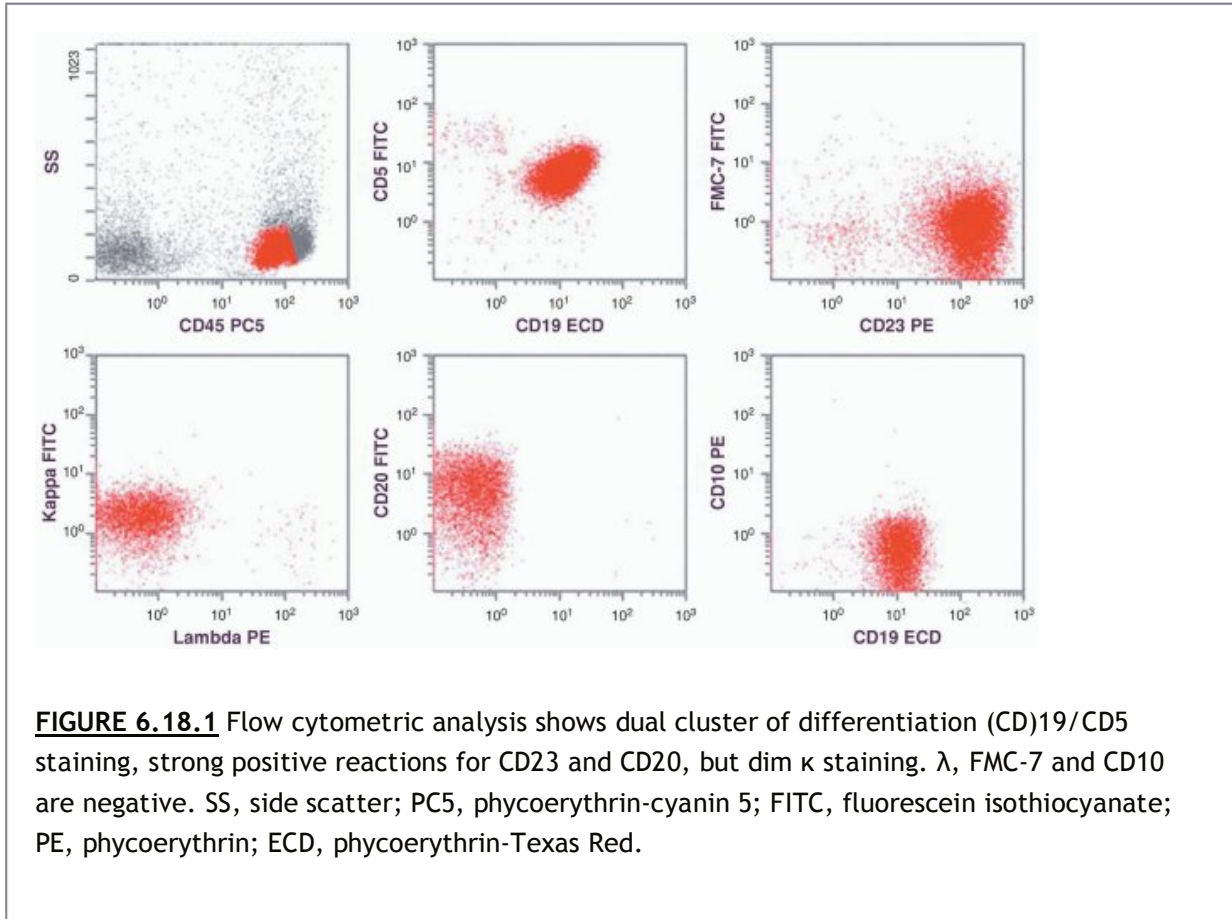 1023
SS
0
10⁰ 10¹ 10² 10³
CD45 PC5
10³
10²
10¹
10⁰
CD5 FITC
10⁰ 10¹ 10² 10³
CD19 ECD
10³
10²
10¹
10⁰
FMC-7 FITC
10⁰ 10¹ 10² 10³
CD23 PE
10³
10²
10¹
10⁰
Kappa FITC
10⁰ 10¹ 10² 10³
Lambda PE
10³
10²
10¹
10⁰
CD20 FITC
10⁰ 10¹ 10² 10³
10³
10²
10¹
10⁰
CD10 PE
10⁰ 10¹ 10² 10³
CD19 ECD
FIGURE 6.18.1 Flow cytometric analysis shows dual cluster of differentiation (CD)19/CD5
staining, strong positive reactions for CD23 and CD20, but dim κ staining. λ, FMC-7 and CD10
are negative. SS, side scatter; PC5, phycoerythrin-cyanin 5; FITC, fluorescein isothiocyanate;
PE, phycoerythrin; ECD, phycoerythrin-Texas Red.